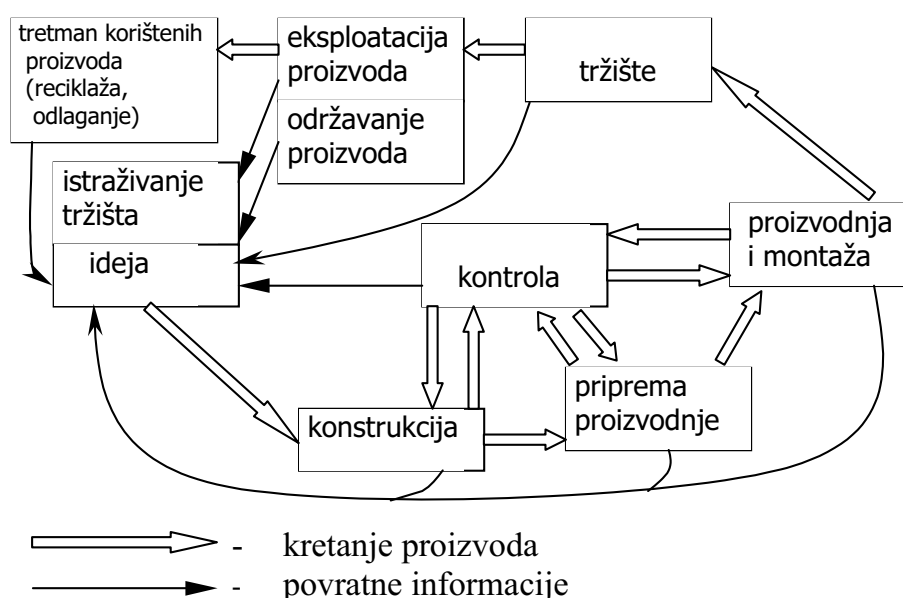 tretman korištenih
proizvoda
(reciklaža,
odlaganje)
eksploatacija
proizvoda
održavanje
proizvoda
tržište
istraživanje
tržišta
ideja
kontrola
proizvodnja
i montaža
konstrukcija
priprema
proizvodnje
- kretanje proizvoda
- povratne informacije